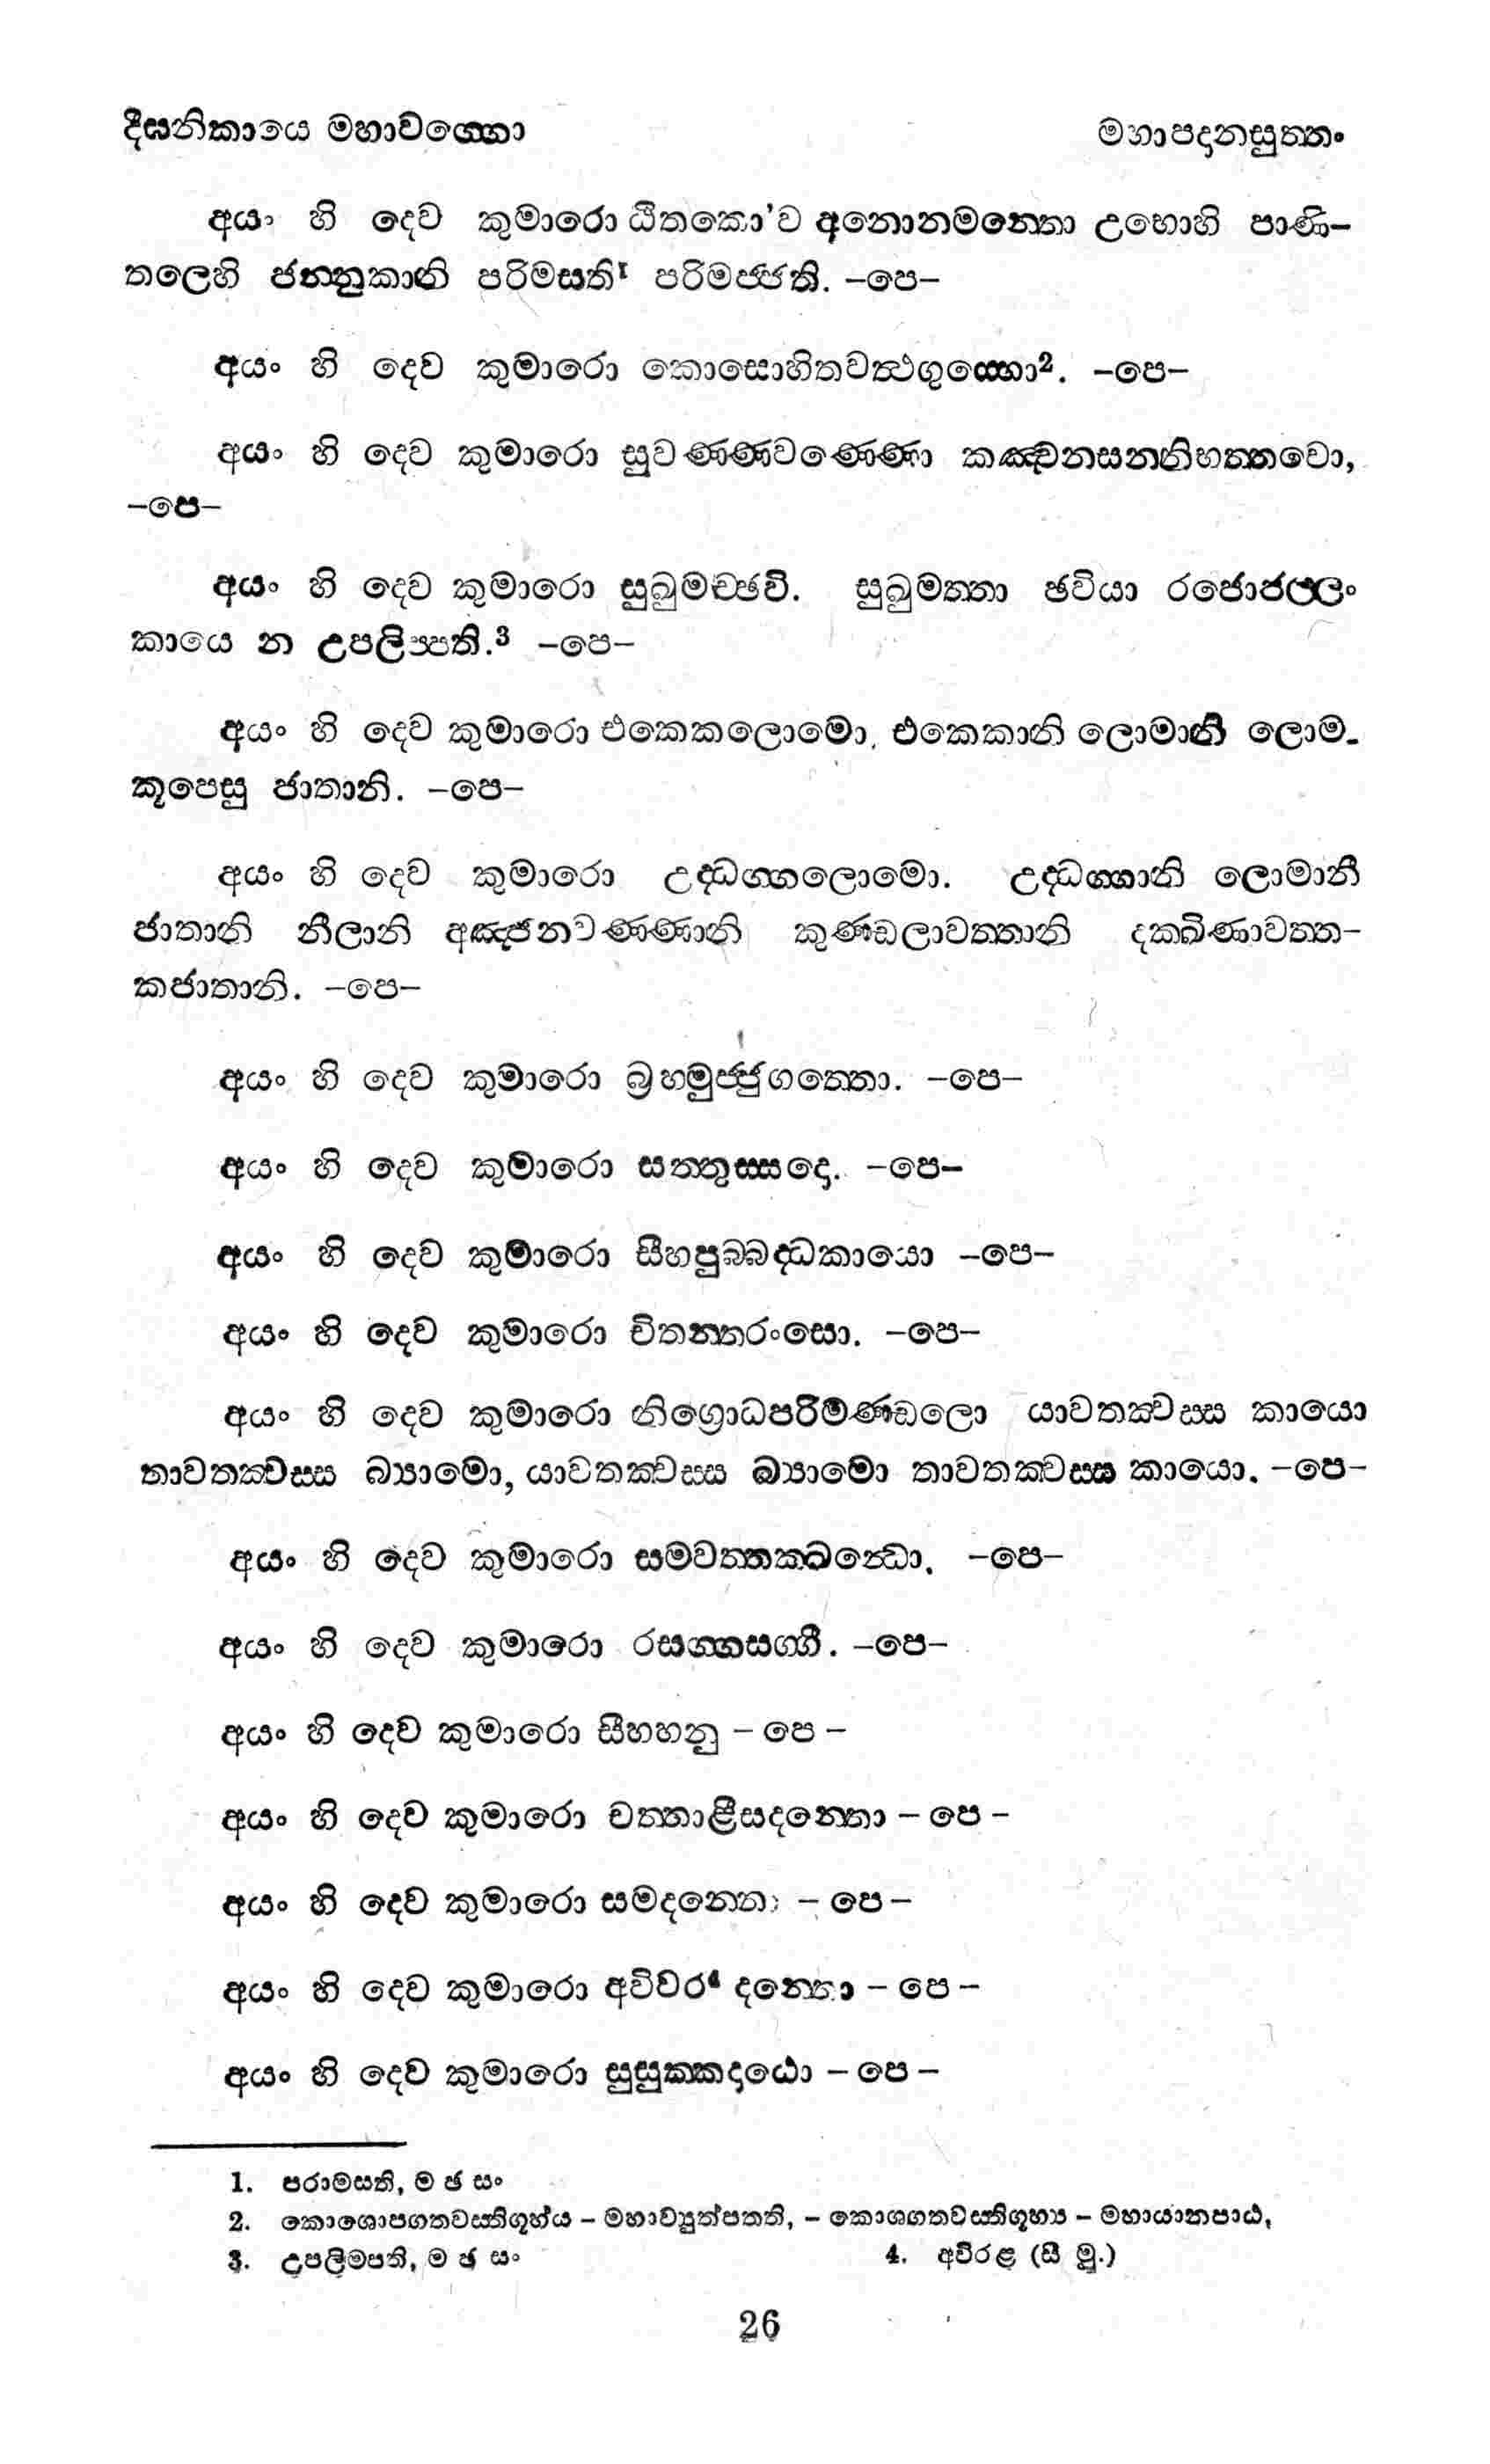 දීඝනිකායෙ මහාවග්ගො මහාපදානසුත්තං
අයං හි දෙව කුමාරො ඨිතකො'ව අනොනමන්තො උභොහි පාණි-
තලෙහි ජන්නුකානි පරිමසති1 පරිමජ්ජති. –පෙ–
අයං හි දෙව කුමාරො කොසොහිතවත්ථගුය්හො2. –පෙ–
අයං හි දෙව කුමාරො සුවණ්ණවණ්ණො කඤ්චනසන්නිභත්තචො,
–පෙ–
අයං හි දෙව කුමාරො සුඛුමච්ඡවි. සුඛුමත්තා ඡවියා රජොජල්ලං
කායෙ න උපලිප්පති.3 –පෙ–
අයං හි දෙව කුමාරො එකෙකලොමො, එකෙකානි ලොමානි ලොම-
කූපෙසු ජාතානි. –පෙ–
අයං හි දෙව කුමාරො උද්ධග්ගලොමො. උද්ධග්ගානි ලොමානි
ජාතානි නීලානි අඤ්ජනවණ්ණානි කුණ්ඩලාවත්තානි දක්ඛිණාවත්ත-
කජාතානි. –පෙ–
අයං හි දෙව කුමාරො බ්‍රහ්මුජ්ජුගත්තො. –පෙ–
අයං හි දෙව කුමාරො සත්තුස්සදො. –පෙ–
අයං හි දෙව කුමාරො සීහපුබ්බද්ධකායො –පෙ–
අයං හි දෙව කුමාරො චිතන්තරංසො. –පෙ–
අයං හි දෙව කුමාරො නිග්‍රොධපරිමණ්ඩලො යාවතක්වස්ස කායො
තාවතක්වස්ස බ්‍යාමො, යාවතක්වස්ස බ්‍යාමො තාවතක්වස්ස කායො. –පෙ–
අයං හි දෙව කුමාරො සමවත්තක්ඛන්ධො. –පෙ–
අයං හි දෙව කුමාරො රසග්ගසග්ගී. –පෙ–
අයං හි දෙව කුමාරො සීහහනු – පෙ –
අයං හි දෙව කුමාරො චත්තාළීසදන්තො – පෙ –
අයං හි දෙව කුමාරො සමදන්තො – පෙ –
අයං හි දෙව කුමාරො අවිවර4 දන්තො – පෙ –
අයං හි දෙව කුමාරො සුසුක්කදාඨො – පෙ –
1. පරාමසති, ම ඡ සං
2. කොශොපගතවස්තිගූහ්ය – මහාව්‍යුත්පතති, – කොශගතවස්තිගූහ්‍ය – මහායානපාඨ,
3. උපලිම්පති, ම ඡ සං 4. අවිරළ (සී මු.)
26